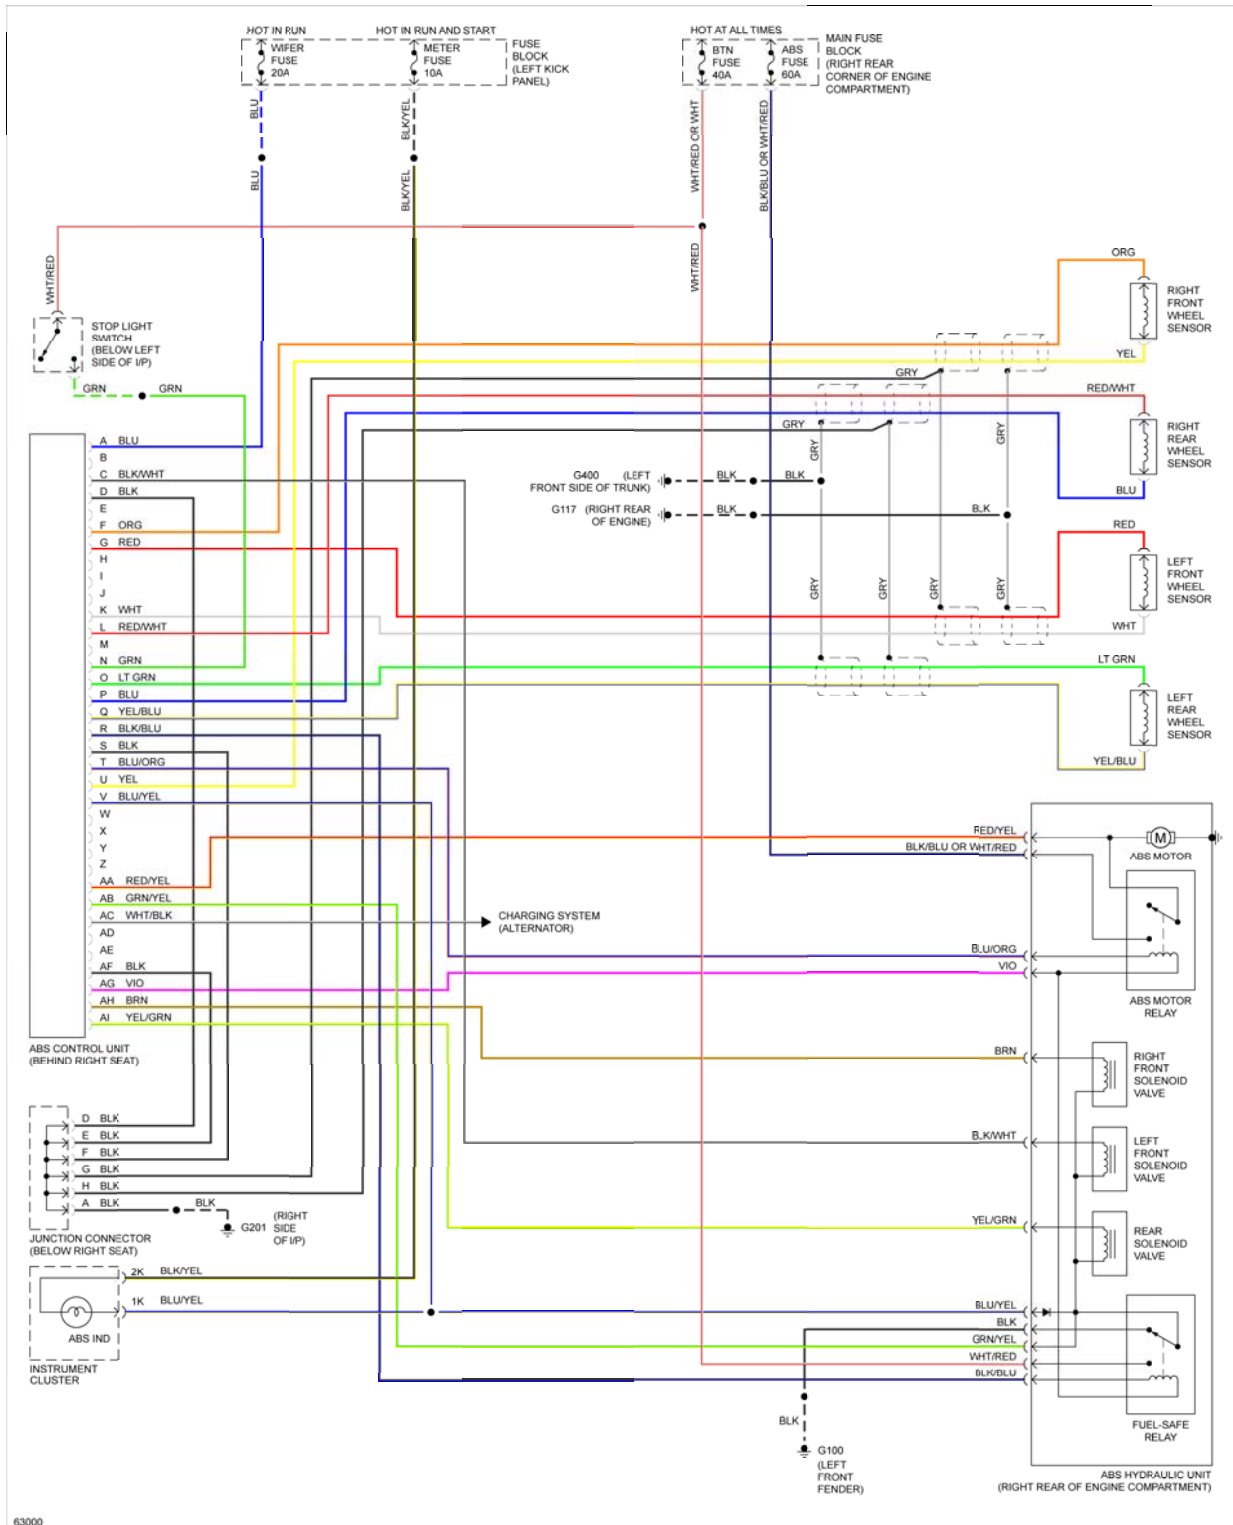 HOT IN RUN
HOT IN RUN AND START
HOT AT ALL TIMES
WIFER
FUSE
20A
METER
FUSE
10A
FUSE
BLOCK
(LEFT KICK
PANEL)
BTN
FUSE
40A
ABS
FUSE
60A
MAIN FUSE
BLOCK
(RIGHT REAR
CORNER OF ENGINE
COMPARTMENT)
BLU
BLK/YEL
WHT/RED OR WHT
BLK/BLU OR WHT/RED
BLU
BLK/YEL
WHT/RED
WHT/RED
STOP LIGHT
SWITCH
(BELOW LEFT
SIDE OF I/P)
GRN
GRN
ORG
RIGHT
FRONT
WHEEL
SENSOR
YEL
GRY
RED/WHT
GRY
GRY
GRY
RIGHT
REAR
WHEEL
SENSOR
BLU
G400 (LEFT
FRONT SIDE OF TRUNK)
BLK
BLK
G117 (RIGHT REAR
OF ENGINE)
BLK
BLK
RED
LEFT
FRONT
WHEEL
SENSOR
WHT
GRY
GRY
GRY
GRY
LT GRN
LEFT
REAR
WHEEL
SENSOR
YEL/BLU
A BLU
B
C BLK/WHT
D BLK
E
F ORG
G RED
H
I
J
K WHT
L RED/WHT
M
N GRN
O LT GRN
P BLU
Q YEL/BLU
R BLK/BLU
S BLK
T BLU/ORG
U YEL
V BLU/YEL
W
X
Y
Z
AA RED/YEL
AB GRN/YEL
AC WHT/BLK
AD
AE
AF BLK
AG VIO
AH BRN
AI YEL/GRN
ABS CONTROL UNIT
(BEHIND RIGHT SEAT)
CHARGING SYSTEM
(ALTERNATOR)
RED/YEL
BLK/BLU OR WHT/RED
M
ABS MOTOR
BLU/ORG
VIO
ABS MOTOR
RELAY
BRN
RIGHT
FRONT
SOLENOID
VALVE
BLK/WHT
LEFT
FRONT
SOLENOID
VALVE
YEL/GRN
REAR
SOLENOID
VALVE
D BLK
E BLK
F BLK
G BLK
H BLK
A BLK
BLK
G201
(RIGHT
SIDE
OF I/P)
JUNCTION CONNECTOR
(BELOW RIGHT SEAT)
2K BLK/YEL
1K BLU/YEL
ABS IND
INSTRUMENT
CLUSTER
BLU/YEL
BLK
GRN/YEL
WHT/RED
BLK/BLU
BLK
G100
(LEFT
FRONT
FENDER)
FUEL-SAFE
RELAY
ABS HYDRAULIC UNIT
(RIGHT REAR OF ENGINE COMPARTMENT)
63000